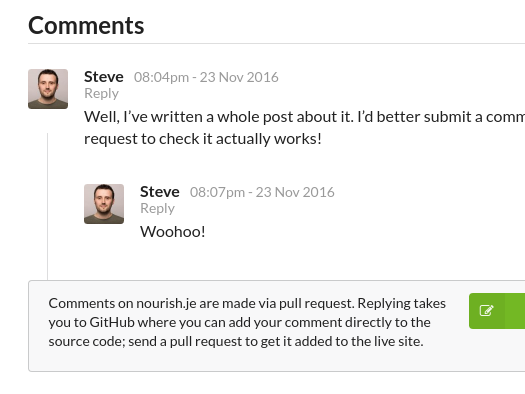 Comments
Steve 08:04pm - 23 Nov 2016
Reply
Well, I've written a whole post about it. I'd better submit a
request to check it actually works!
Steve 08:07pm - 23 Nov 2016
Reply
Woohoo!
Comments on nourish.je are made via pull request. Replying takes
you to GitHub where you can add your comment directly to the
source code; send a pull request to get it added to the live site.